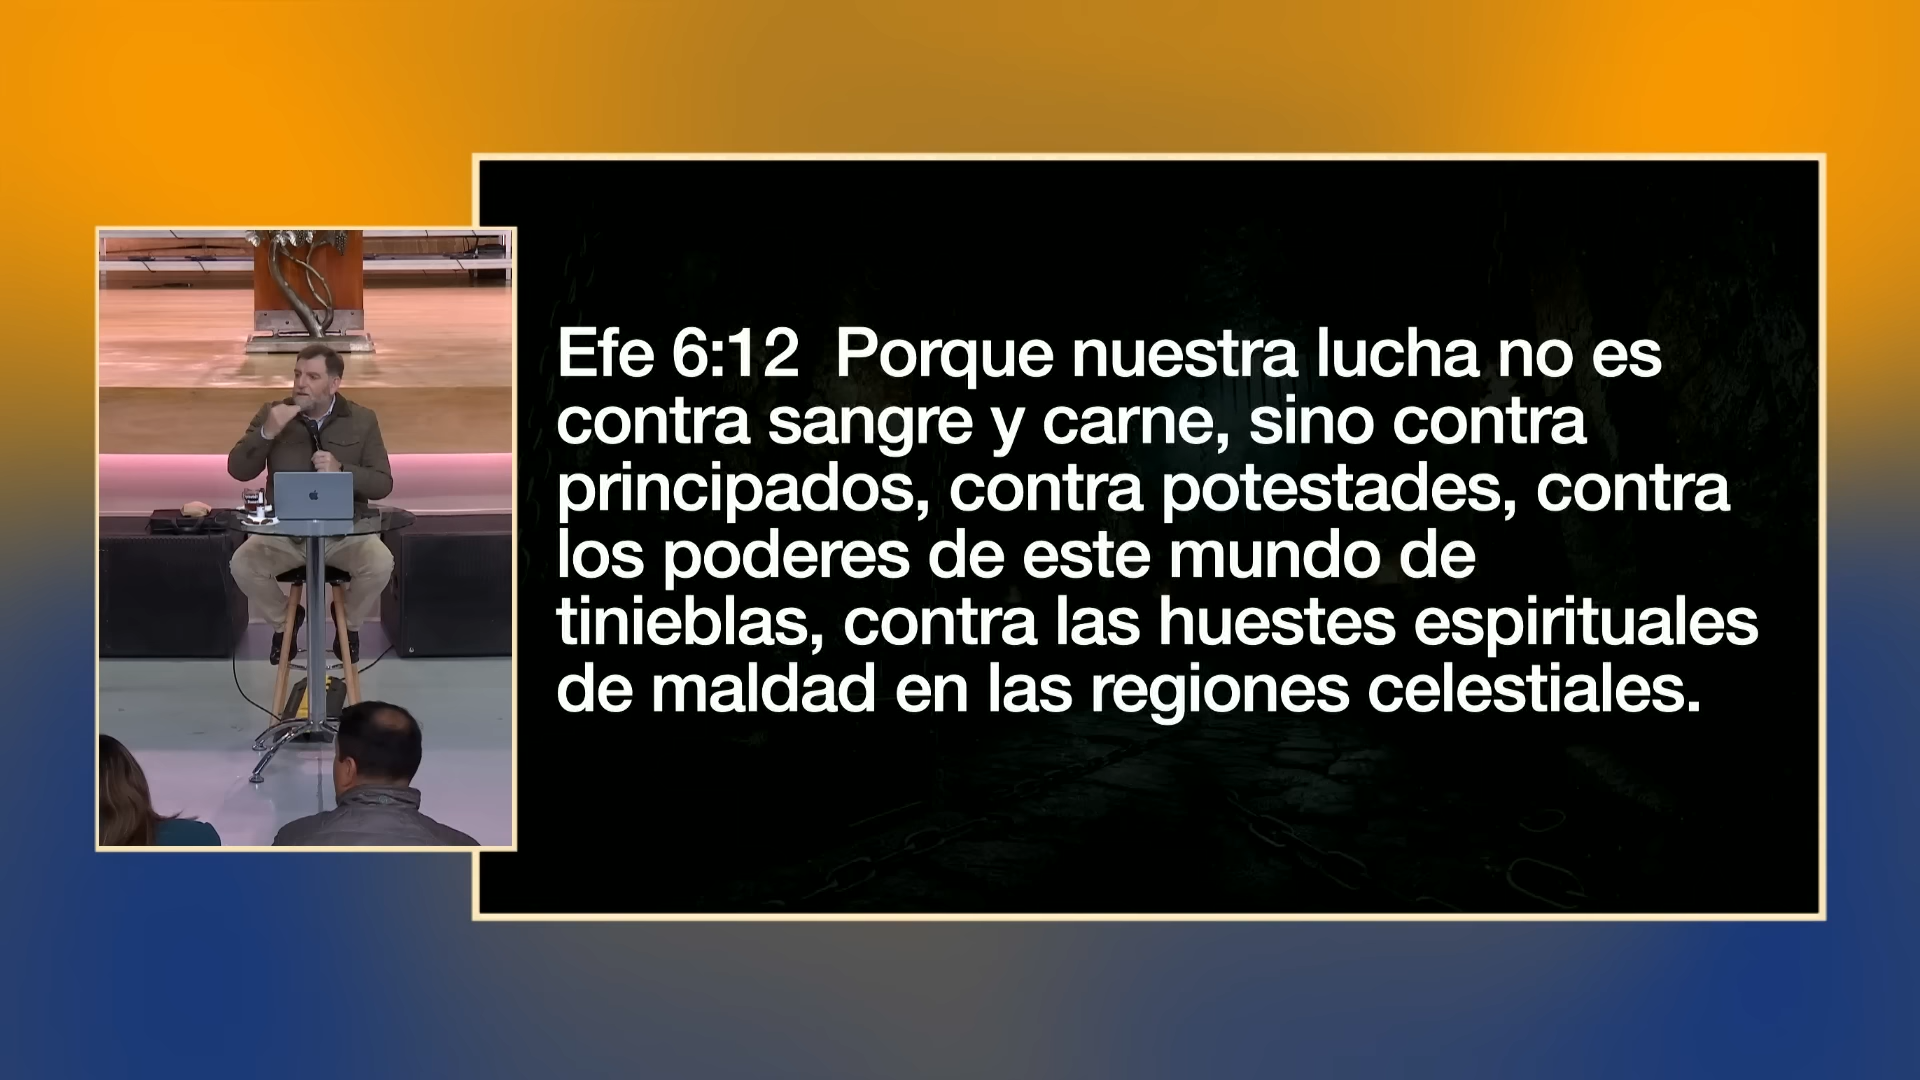 Efe 6:12  Porque nuestra lucha no es
contra sangre y carne, sino contra
principados, contra potestades, contra
los poderes de este mundo de
tinieblas, contra las huestes espirituales
de maldad en las regiones celestiales.